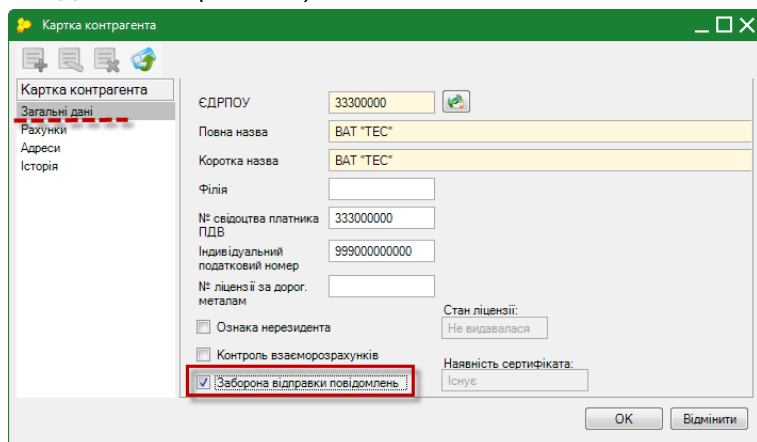 Картка контрагента
Картка контрагента
Загальні дані
Рахунки
Адреси
Історія
ЄДРПОУ 33300000
Повна назва ВАТ "ТЕС"
Коротка назва ВАТ "ТЕС"
Філія
№ свідоцтва платника ПДВ 333000000
Індивідуальний податковий номер 999000000000
№ ліцензії за дорог. металам
Ознака нерезидента
Контроль взаєморозрахунків
Заборона відправки повідомлень
Стан ліцензії:
Не видавалася
Наявність сертифіката:
Існує
ОК Відмінити